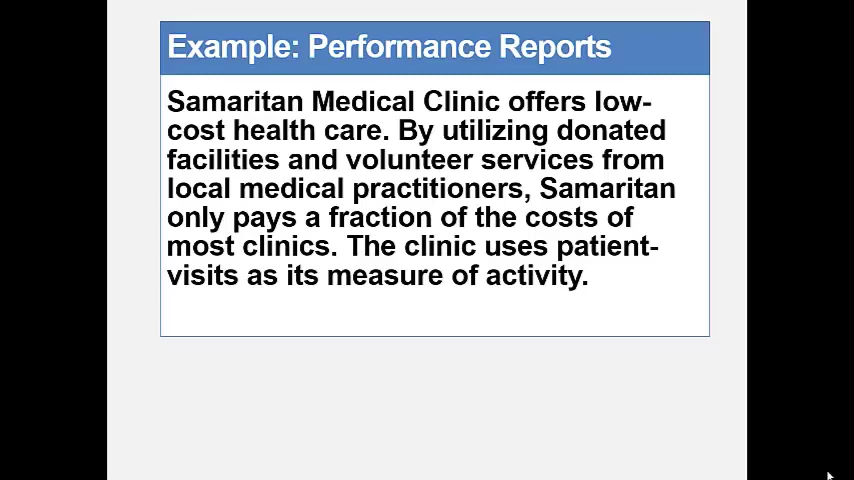 Example: Performance Reports
Samaritan Medical Clinic offers low-
cost health care. By utilizing donated
facilities and volunteer services from
local medical practitioners, Samaritan
only pays a fraction of the costs of
most clinics. The clinic uses patient-
visits as its measure of activity.